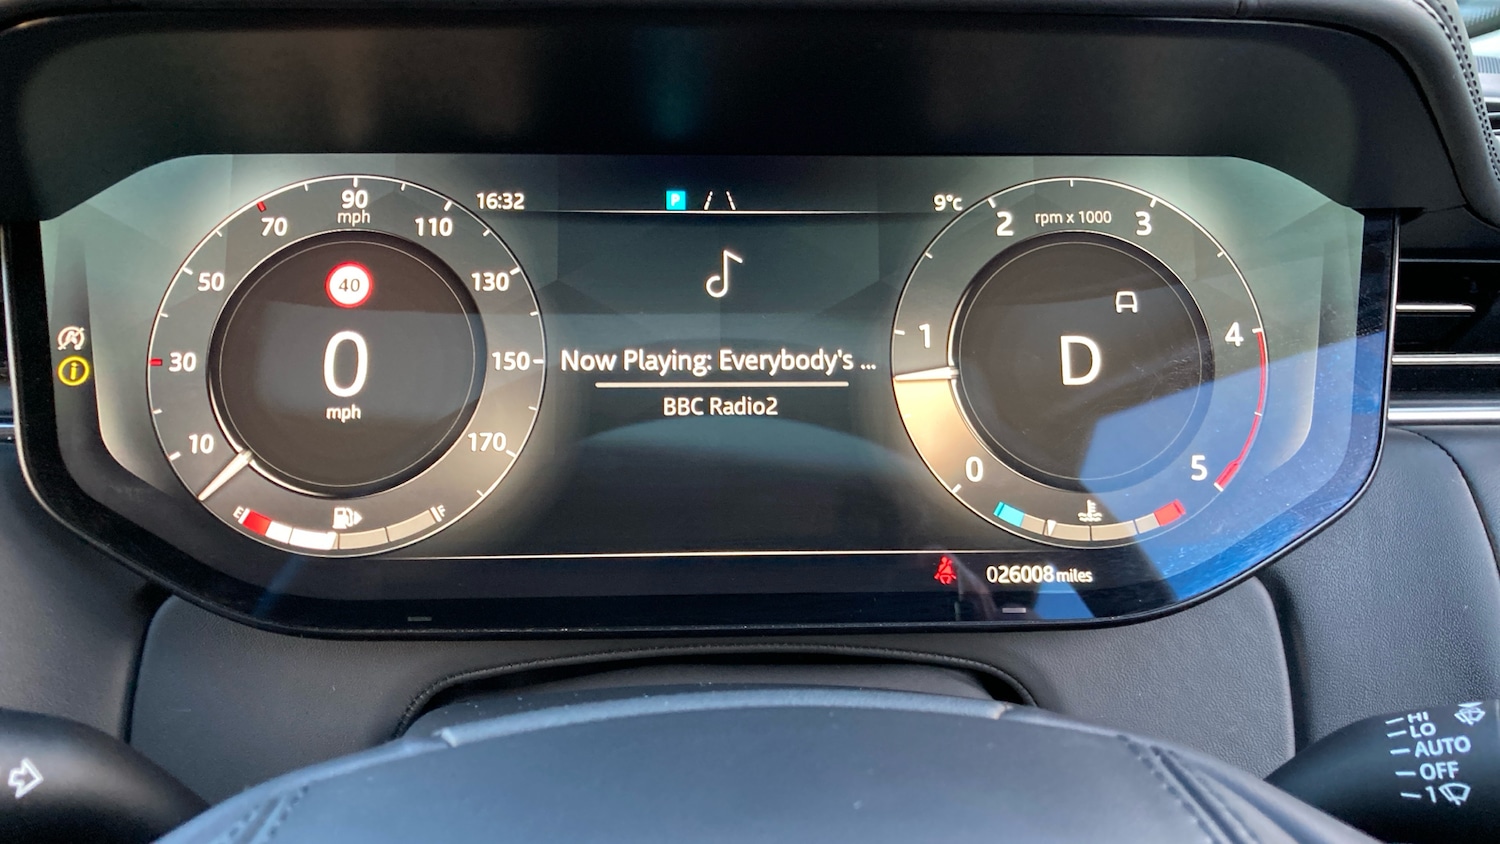 16:32
P
9°c
90
mph
70
110
50
130
40
30
0
mph
150
10
170
E
F
Now Playing: Everybody's ...
BBC Radio2
2
rpm x 1000
3
1
4
D
0
5
i
026008 miles
HI
LO
AUTO
OFF
1